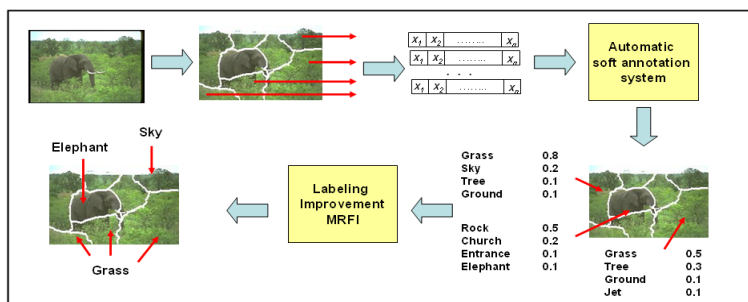 x1 x2 ........ xn
x1 x2 ........ xn
. . .
x1 x2 ........ xn
Automatic
soft annotation
system
Sky
Elephant
Grass
Labeling
Improvement
MRFI
Grass 0.8
Sky 0.2
Tree 0.1
Ground 0.1
Rock 0.5
Church 0.2
Entrance 0.1
Elephant 0.1
Grass 0.5
Tree 0.3
Ground 0.1
Jet 0.1